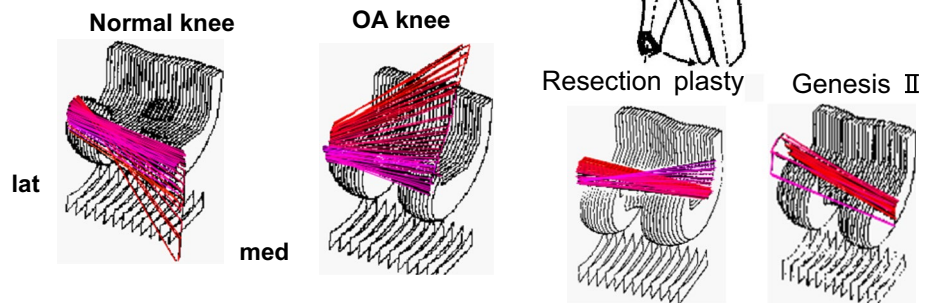 Normal knee
OA knee
Resection plasty
Genesis Ⅱ
lat
med